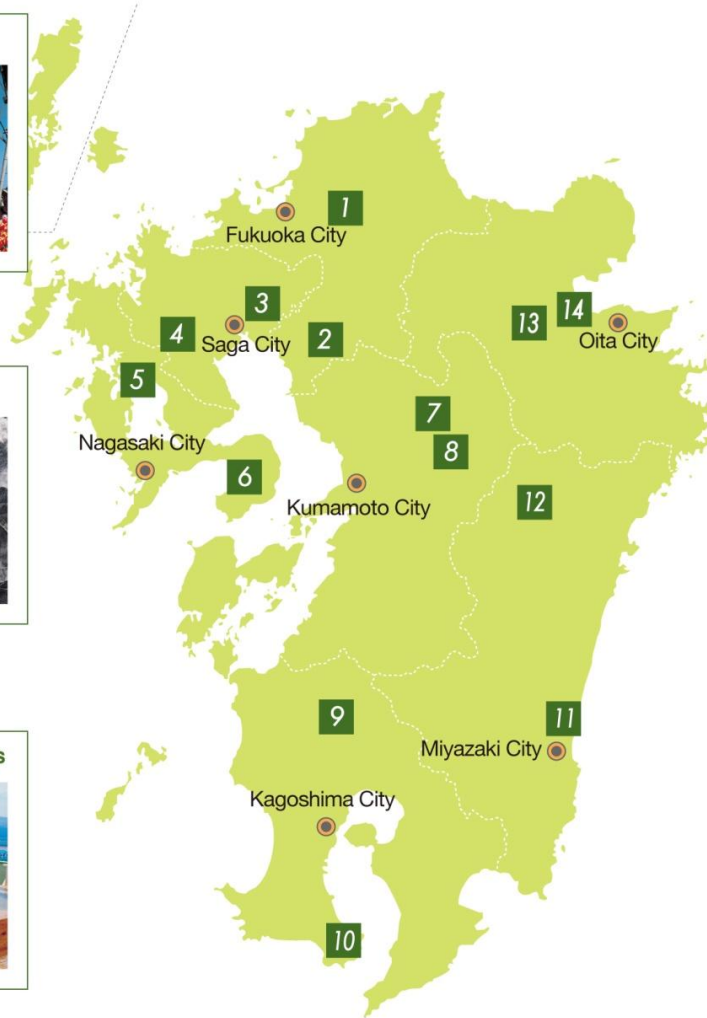 1
Fukuoka City
3
Saga City
4
2
14
13
Oita City
5
7
Nagasaki City
8
6
Kumamoto City
12
9
11
Miyazaki City
Kagoshima City
10
s